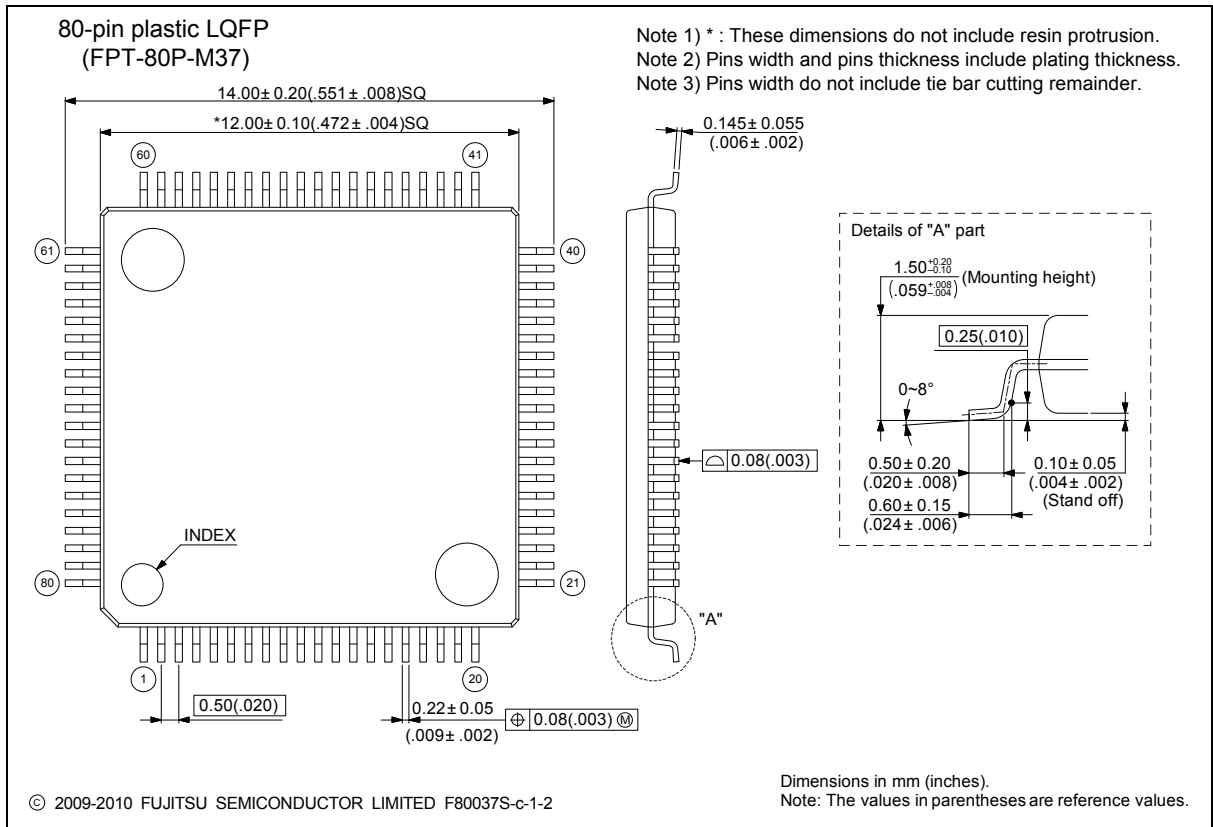 80-pin plastic LQFP
(FPT-80P-M37)
Note 1) * : These dimensions do not include resin protrusion.
Note 2) Pins width and pins thickness include plating thickness.
Note 3) Pins width do not include tie bar cutting remainder.
14.00±0.20(.551±.008)SQ
*12.00±0.10(.472±.004)SQ
60
41
61
40
80
21
INDEX
1
20
0.50(.020)
0.22±0.05
(.009±.002)
⌖ 0.08(.003) Ⓜ
0.145±0.055
(.006±.002)
⌓ 0.08(.003)
"A"
Details of "A" part
1.50 +0.20 -0.10 (Mounting height)
(.059 +.008 -.004)
0.25(.010)
0~8°
0.50±0.20
(.020±.008)
0.60±0.15
(.024±.006)
0.10±0.05
(.004±.002)
(Stand off)
© 2009-2010 FUJITSU SEMICONDUCTOR LIMITED F80037S-c-1-2
Dimensions in mm (inches).
Note: The values in parentheses are reference values.